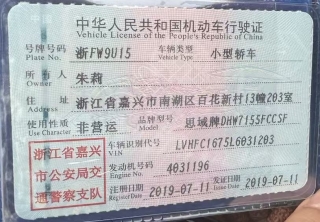 中华人民共和国机动车行驶证
Vehicle License of the People's Republic of China
号牌号码 浙FW9U15 车辆类型 小型轿车
Plate No. Vehicle Type
所有人 朱莉
Owner
住址 浙江省嘉兴市南湖区百花新村13幢203室
Address
使用性质 非营运 品牌型号 思域牌DHW7155FCCSF
Use Character Model
浙江省嘉兴市公安局交通警察支队
车辆识别代号 LVHFC1675L6031203
VIN
发动机号码 4031196
Engine No.
注册日期 2019-07-11 发证日期 2019-07-11
Register Date Issue Date